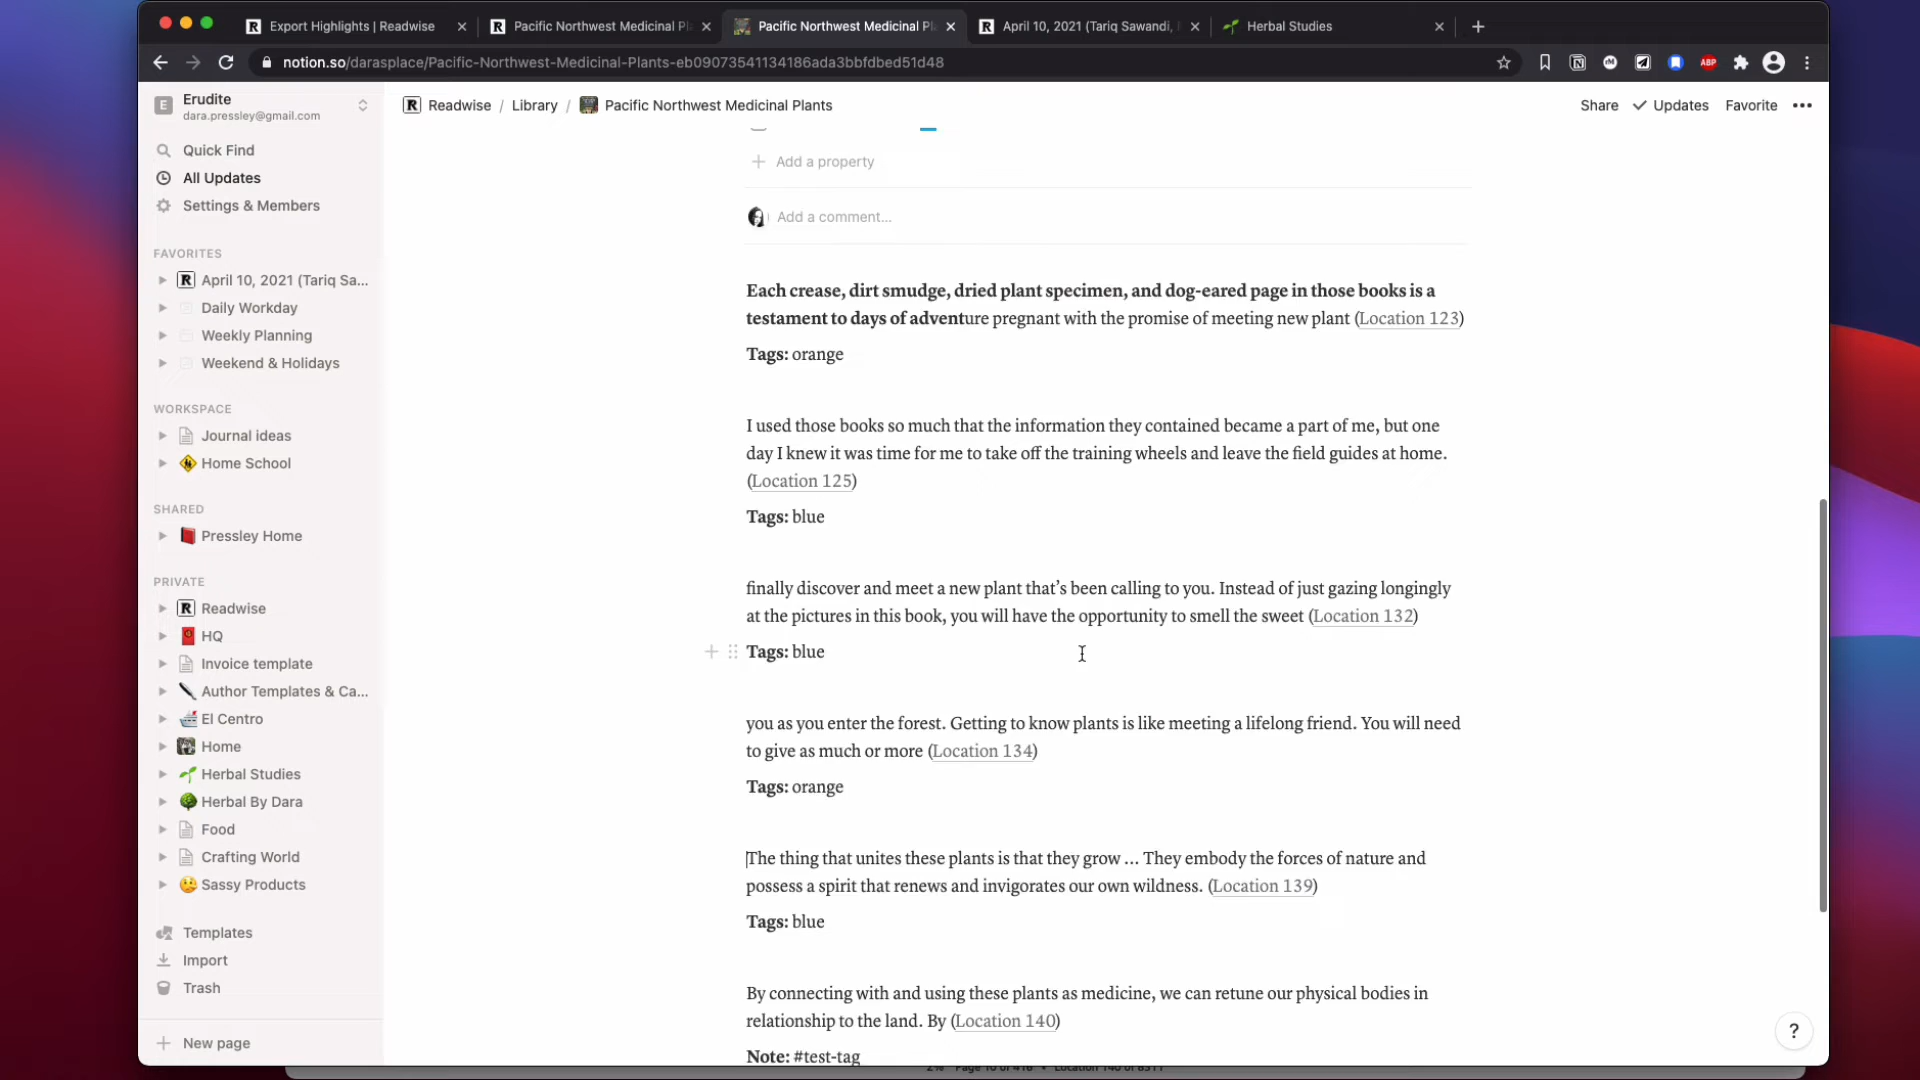 Export Highlights | Readwise
Pacific Northwest Medicinal Pl
Pacific Northwest Medicinal Pl
April 10, 2021 (Tariq Sawandi,
Herbal Studies
notion.so/darasplace/Pacific-Northwest-Medicinal-Plants-eb09073541134186ada3bbfdbed51d48
ABP
E Erudite
dara.pressley@gmail.com
Quick Find
All Updates
Settings & Members
FAVORITES
April 10, 2021 (Tariq Sa...
Daily Workday
Weekly Planning
Weekend & Holidays
WORKSPACE
Journal ideas
Home School
SHARED
Pressley Home
PRIVATE
Readwise
HQ
Invoice template
Author Templates & Ca...
El Centro
Home
Herbal Studies
Herbal By Dara
Food
Crafting World
Sassy Products
Templates
Import
Trash
New page
R Readwise / Library / Pacific Northwest Medicinal Plants
Share Updates Favorite
Add a property
Add a comment...
Each crease, dirt smudge, dried plant specimen, and dog-eared page in those books is a
testament to days of adventure pregnant with the promise of meeting new plant (Location 123)
Tags: orange
I used those books so much that the information they contained became a part of me, but one
day I knew it was time for me to take off the training wheels and leave the field guides at home.
(Location 125)
Tags: blue
finally discover and meet a new plant that’s been calling to you. Instead of just gazing longingly
at the pictures in this book, you will have the opportunity to smell the sweet (Location 132)
Tags: blue
you as you enter the forest. Getting to know plants is like meeting a lifelong friend. You will need
to give as much or more (Location 134)
Tags: orange
The thing that unites these plants is that they grow ... They embody the forces of nature and
possess a spirit that renews and invigorates our own wildness. (Location 139)
Tags: blue
By connecting with and using these plants as medicine, we can retune our physical bodies in
relationship to the land. By (Location 140)
Note: #test-tag
?